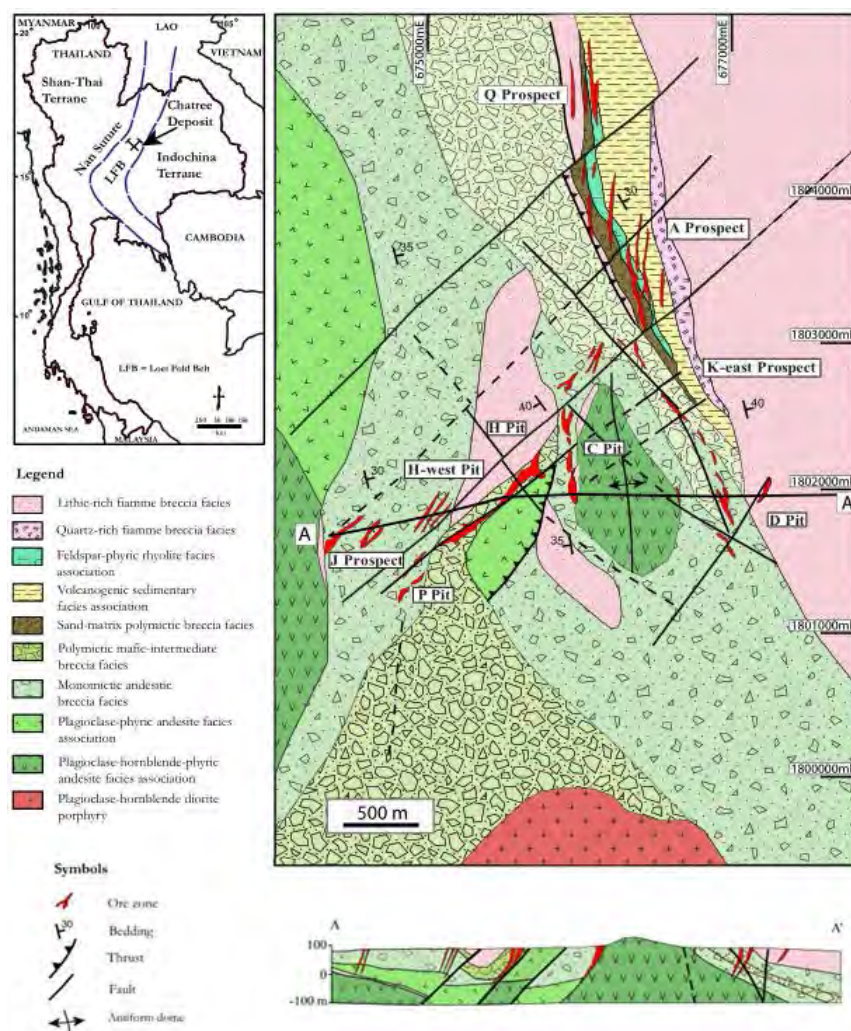 MYANMAR
105
LAO
20
THAILAND
VIETNAM
Shan-Thai
Terrane
Chatree
Deposit
Nan Suture
LFB
Indochina
Terrane
15
CAMBODIA
GULF OF THAILAND
10
LFB = Loei Fold Belt
ANDAMAN SEA
MALAYSIA
675000mE
677000mE
Q Prospect
30
1804000mN
A Prospect
35
1803000mN
K-east Prospect
40
40
H Pit
C Pit
H-west Pit
30
1802000mN
A
A'
D Pit
J Prospect
35
P Pit
1801000mN
1800000mN
500 m
Legend
Lithic-rich fiamme breccia facies
Quartz-rich fiamme breccia facies
Feldspar-phyric rhyolite facies
association
Volcanogenic sedimentary
facies association
Sand-matrix polymictic breccia facies
Polymictic mafic-intermediate
breccia facies
Monomictic andesitic
breccia facies
Plagioclase-phyric andesite facies
association
Plagioclase-hornblende-phyric
andesite facies association
Plagioclase-hornblende diorite
porphyry
Symbols
Ore zone
30
Bedding
Thrust
Fault
Antiform dome
A
A'
100
0
-100 m